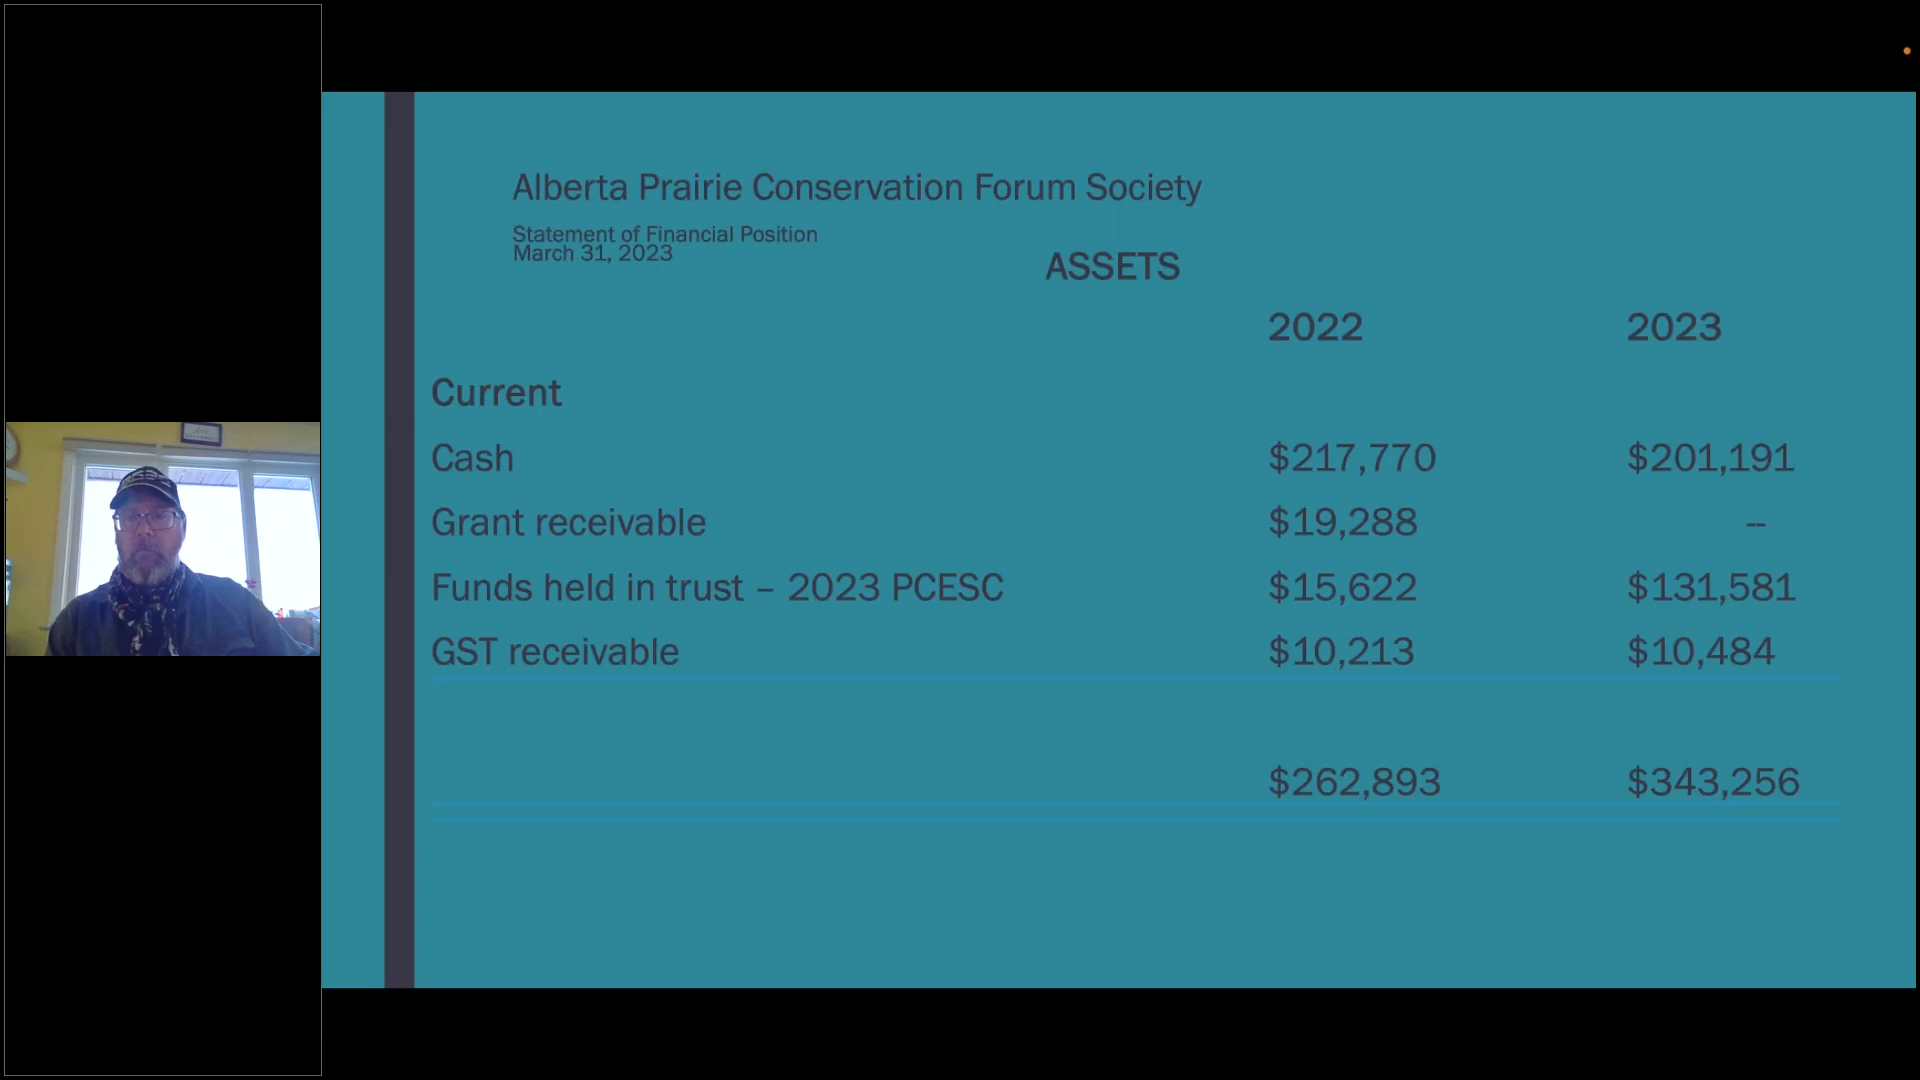 Alberta Prairie Conservation Forum Society
Statement of Financial Position
March 31, 2023
ASSETS
2022 2023
Current
Cash $217,770 $201,191
Grant receivable $19,288 --
Funds held in trust – 2023 PCESC $15,622 $131,581
GST receivable $10,213 $10,484
$262,893 $343,256